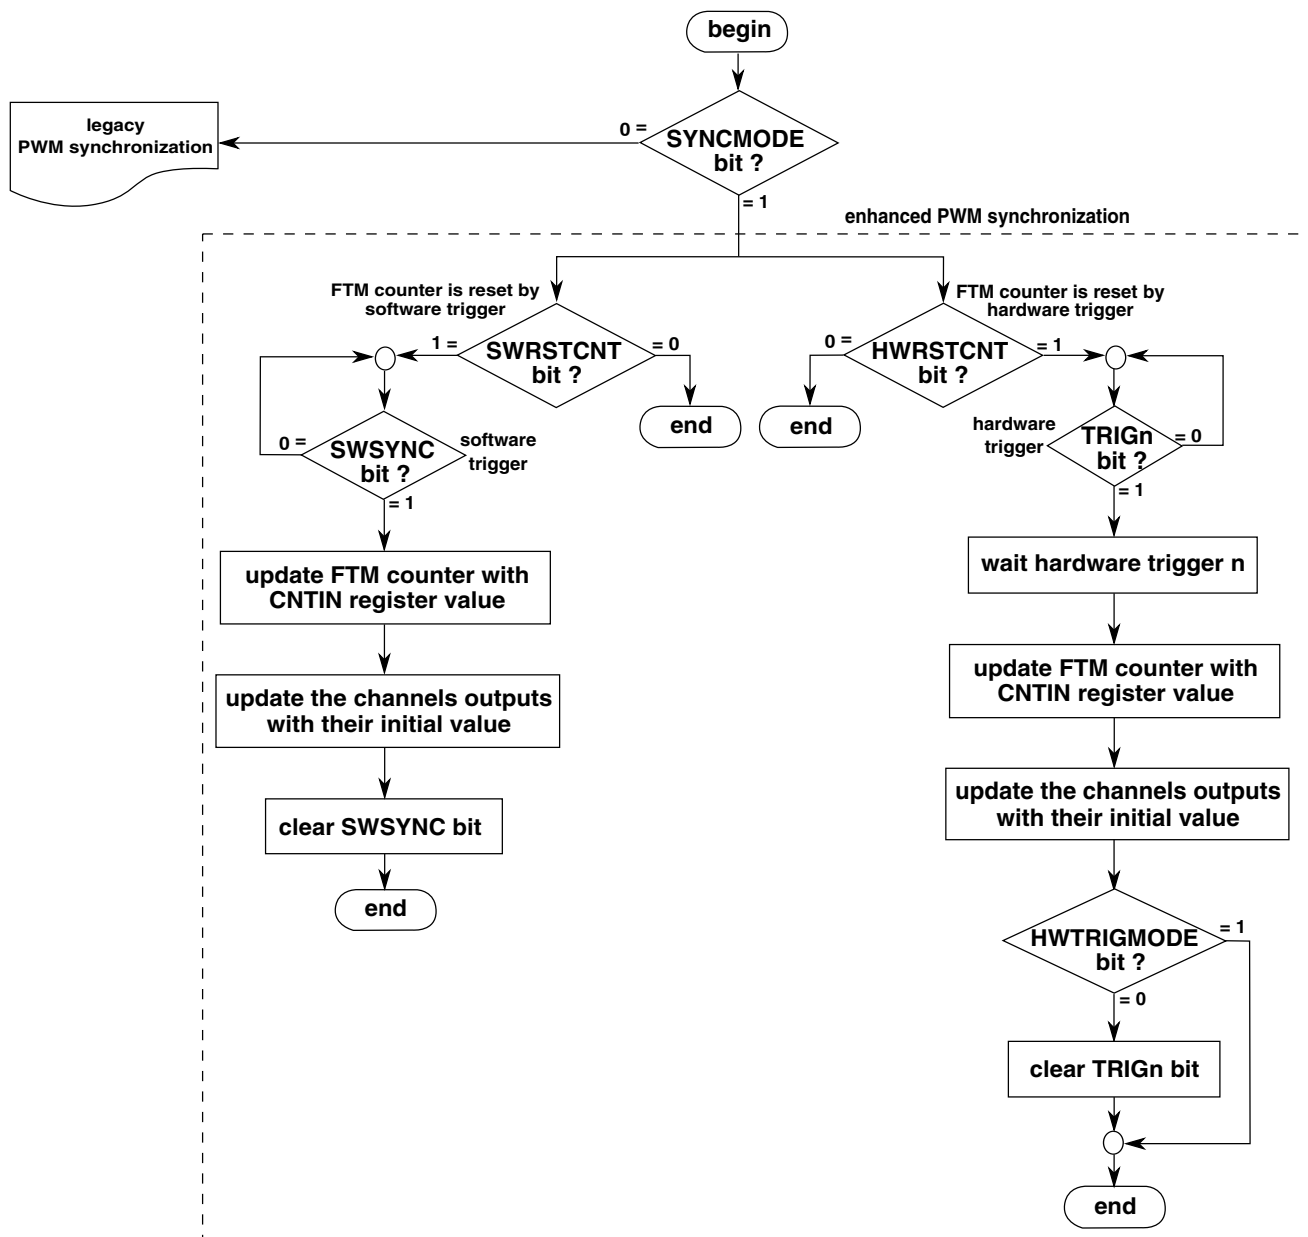 begin
legacy
PWM synchronization
0 =
SYNCMODE
bit ?
= 1
enhanced PWM synchronization
FTM counter is reset by
software trigger
FTM counter is reset by
hardware trigger
1 =
SWRSTCNT
bit ?
= 0
0 =
HWRSTCNT
bit ?
= 1
end
end
0 =
SWSYNC
bit ?
software
trigger
= 1
hardware
trigger
TRIGn
bit ?
= 0
= 1
update FTM counter with
CNTIN register value
wait hardware trigger n
update the channels outputs
with their initial value
update FTM counter with
CNTIN register value
clear SWSYNC bit
update the channels outputs
with their initial value
end
HWTRIGMODE
bit ?
= 1
= 0
clear TRIGn bit
end